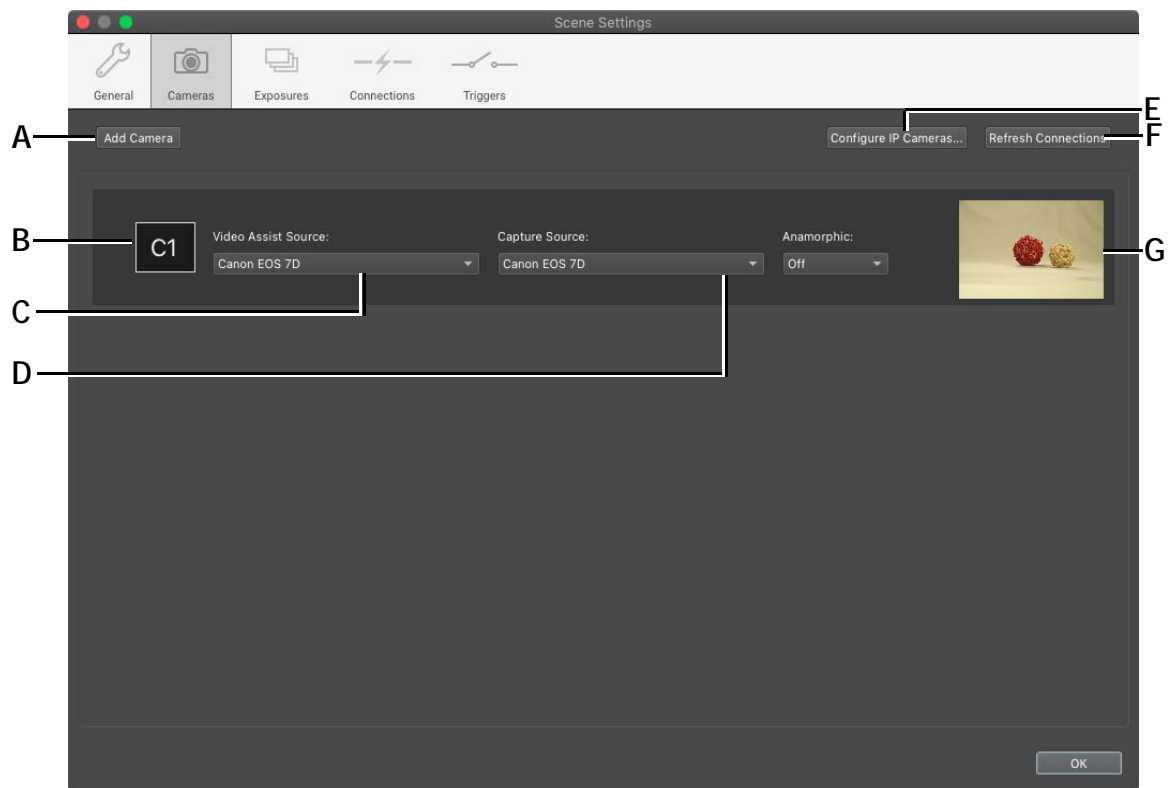 Scene Settings
General Cameras Exposures Connections Triggers
E
A Add Camera Configure IP Cameras... Refresh Connections F
B C1 Video Assist Source: Capture Source: Anamorphic: G
Canon EOS 7D Canon EOS 7D Off
C
D
OK